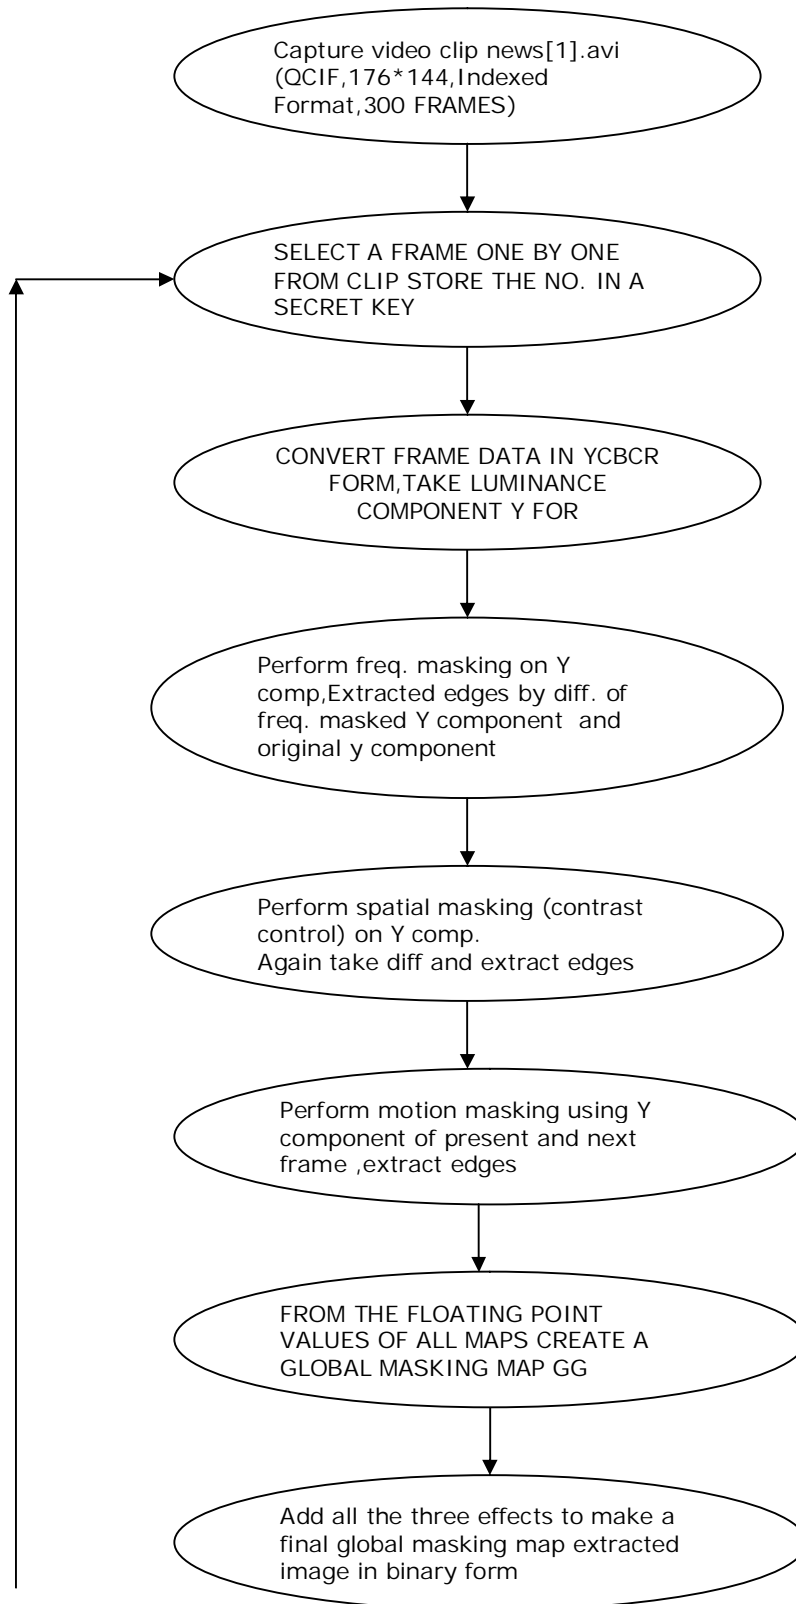 Capture video clip news[1].avi
(QCIF,176*144,Indexed
Format,300 FRAMES)
SELECT A FRAME ONE BY ONE
FROM CLIP STORE THE NO. IN A
SECRET KEY
CONVERT FRAME DATA IN YCBCR
FORM,TAKE LUMINANCE
COMPONENT Y FOR
Perform freq. masking on Y
comp,Extracted edges by diff. of
freq. masked Y component and
original y component
Perform spatial masking (contrast
control) on Y comp.
Again take diff and extract edges
Perform motion masking using Y
component of present and next
frame ,extract edges
FROM THE FLOATING POINT
VALUES OF ALL MAPS CREATE A
GLOBAL MASKING MAP GG
Add all the three effects to make a
final global masking map extracted
image in binary form